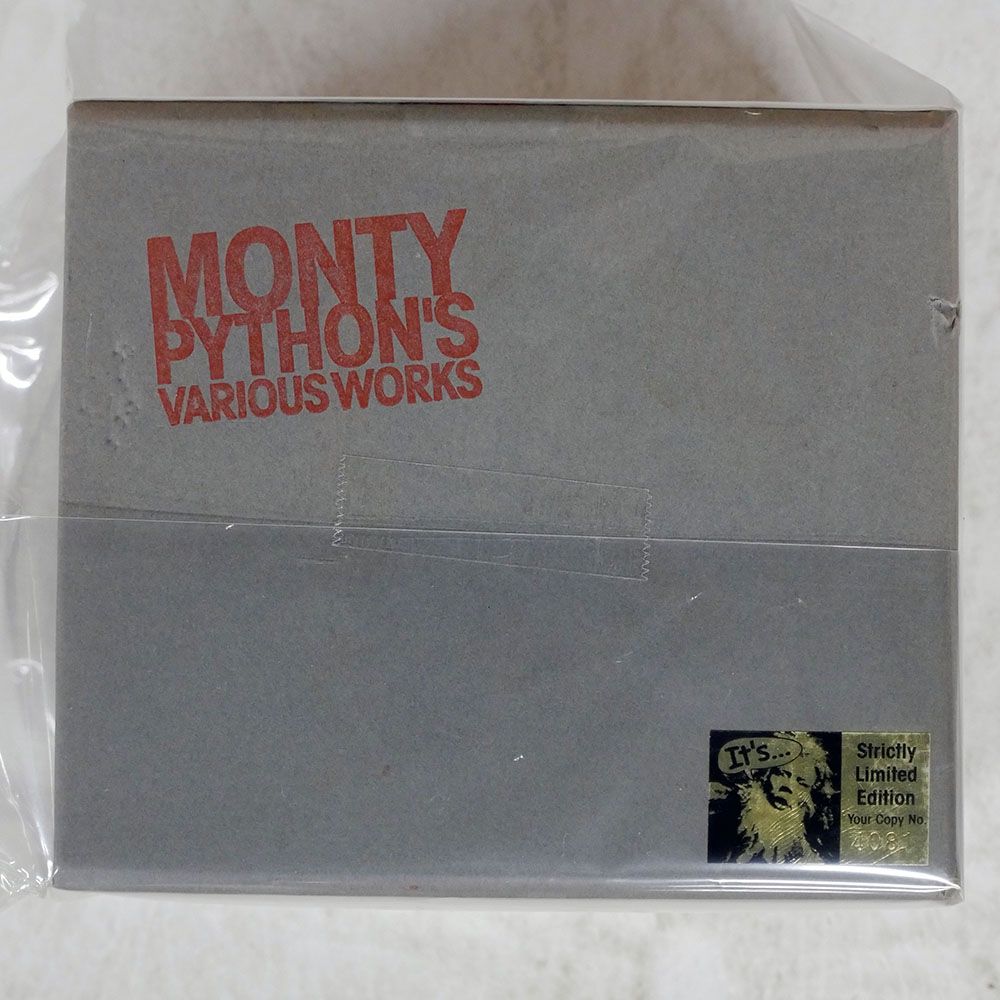 MONTY
PYTHON'S
VARIOUS WORKS
It's...
Strictly
Limited
Edition
Your Copy No.